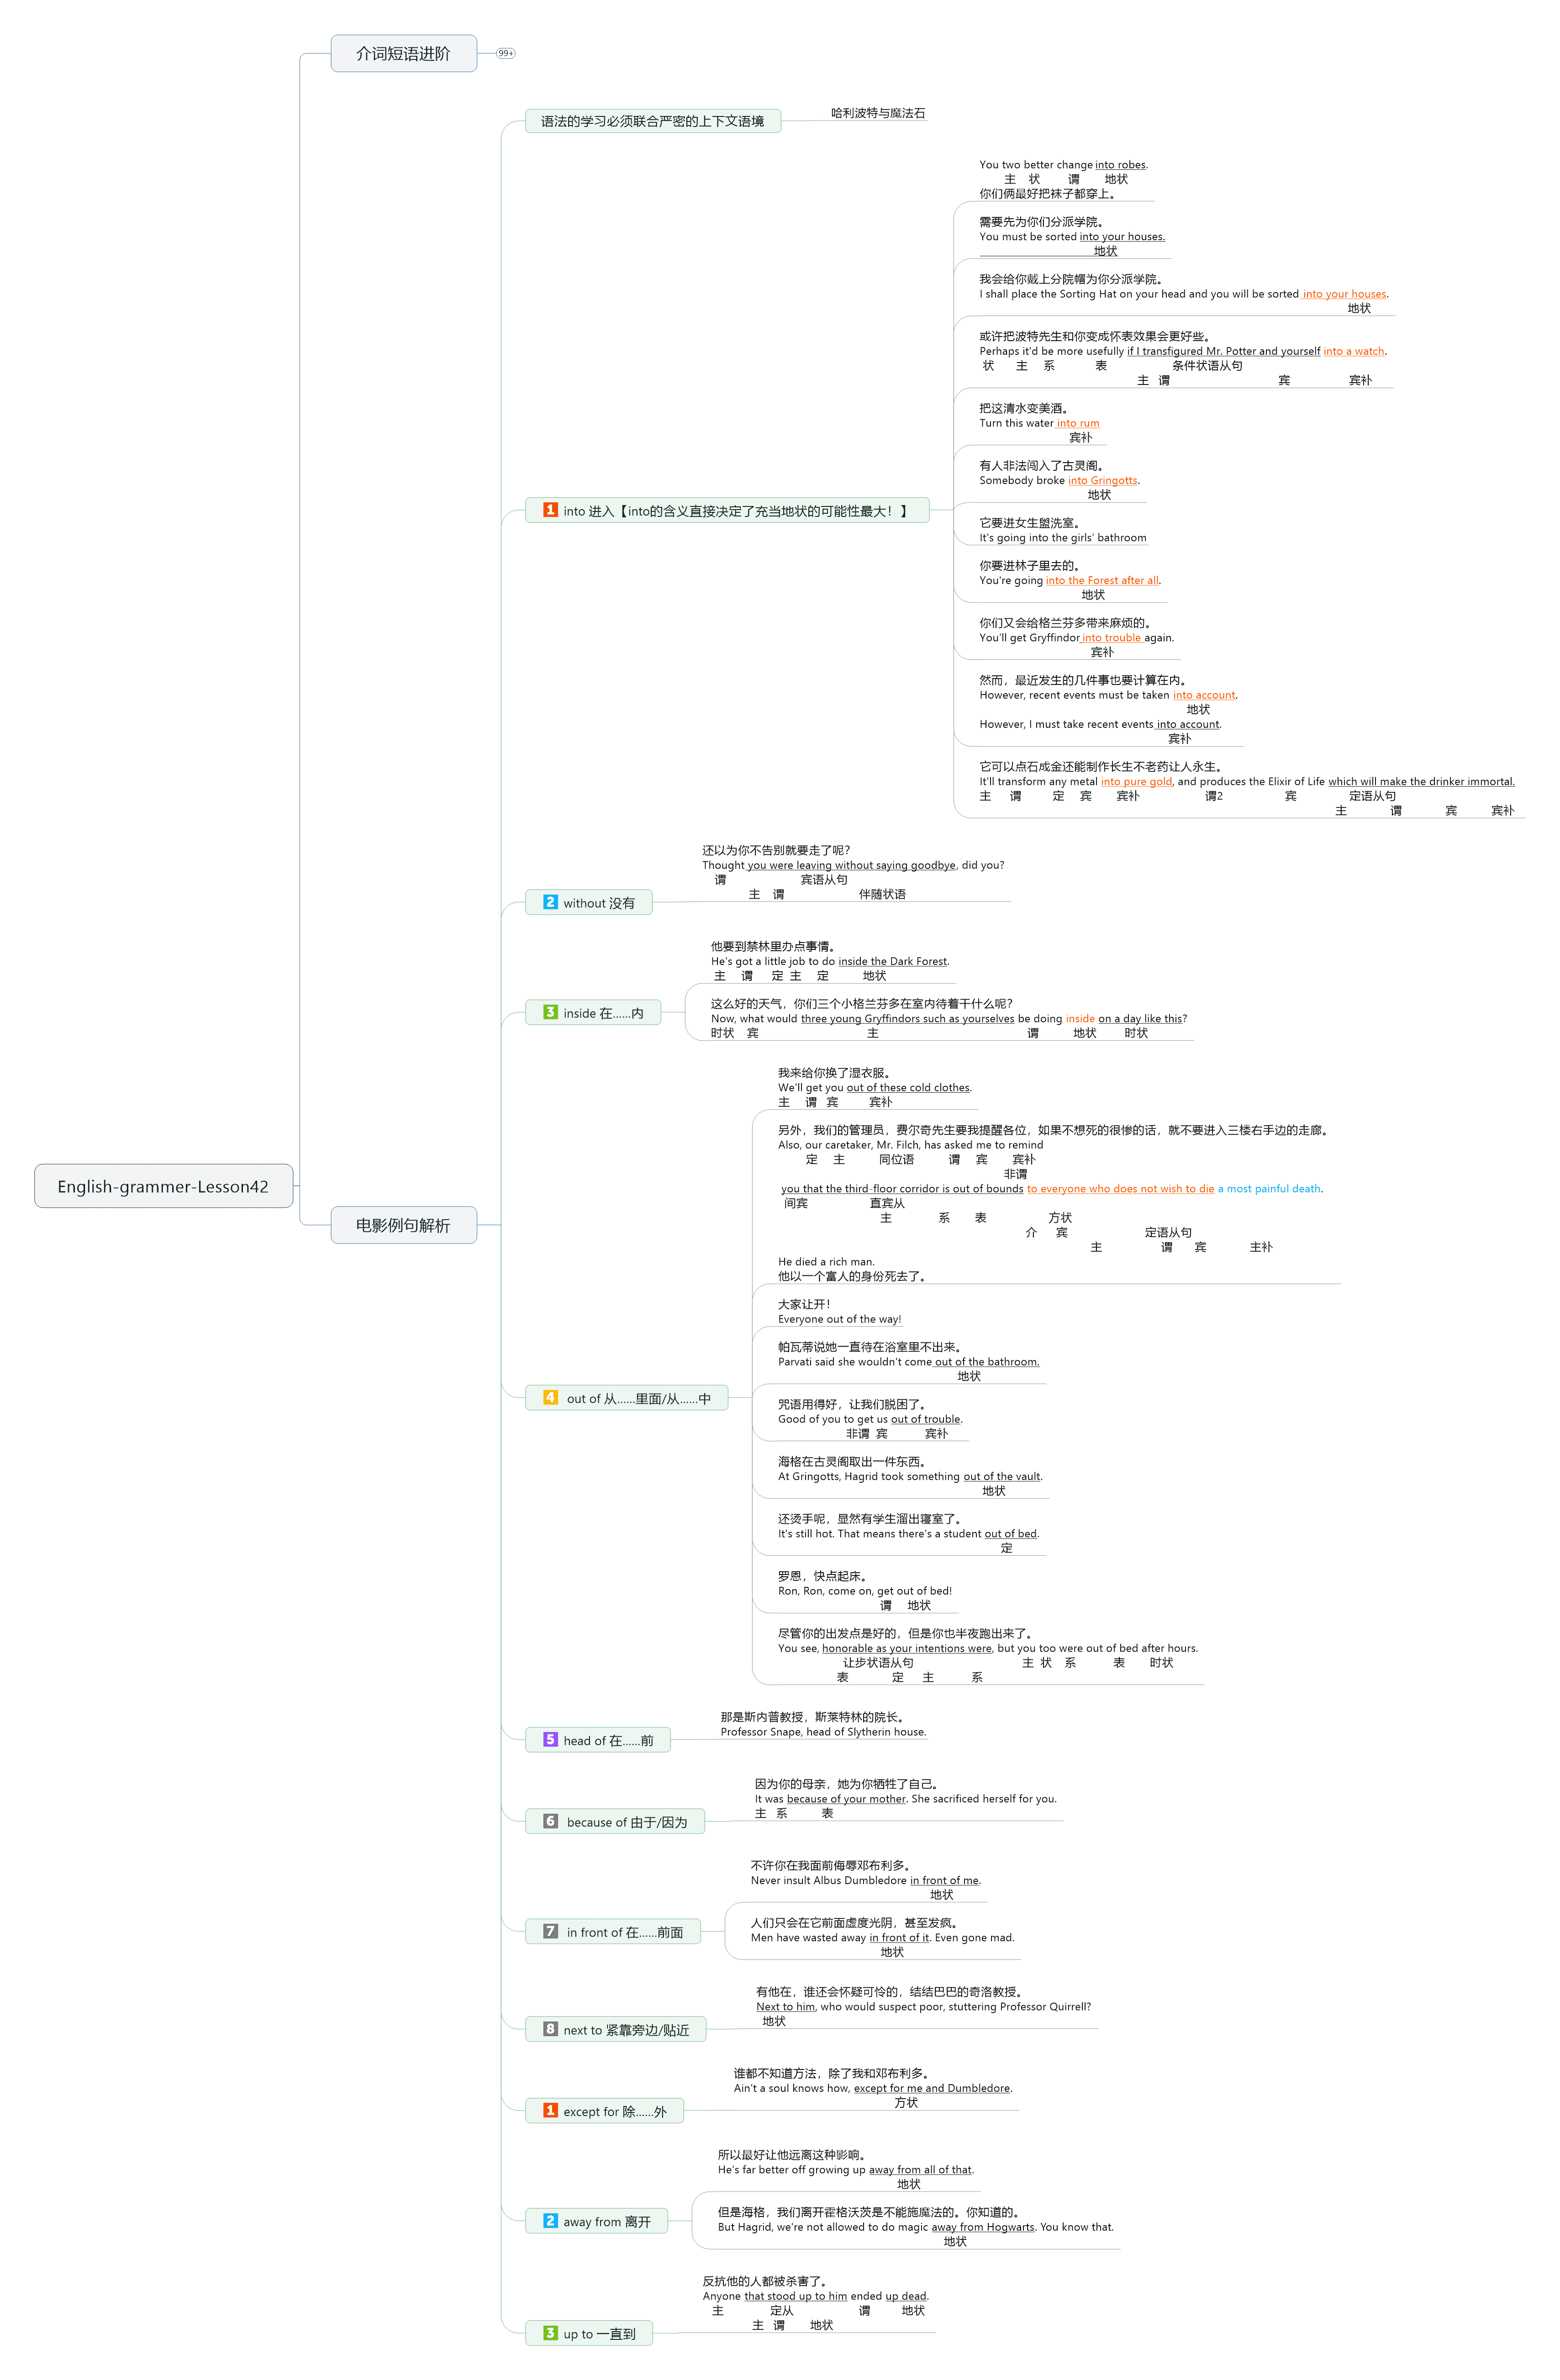 English-grammer-Lesson42
介词短语进阶
99+
电影例句解析
语法的学习必须联合严密的上下文语境
哈利波特与魔法石
1 into 进入【into的含义直接决定了充当地状的可能性最大！】
You two better change into robes.
主 状 谓 地状
你们俩最好把袜子都穿上。
需要先为你们分派学院。
You must be sorted into your houses.
地状
我会给你戴上分院帽为你分派学院。
I shall place the Sorting Hat on your head and you will be sorted into your houses.
地状
或许把波特先生和你变成怀表效果会更好些。
Perhaps it'd be more usefully if I transfigured Mr. Potter and yourself into a watch.
状 主 系 表 条件状语从句
主 谓 宾 宾补
把这清水变美酒。
Turn this water into rum
宾补
有人非法闯入了古灵阁。
Somebody broke into Gringotts.
地状
它要进女生盥洗室。
It's going into the girls' bathroom
你要进林子里去的。
You're going into the Forest after all.
地状
你们又会给格兰芬多带来麻烦的。
You'll get Gryffindor into trouble again.
宾补
然而，最近发生的几件事也要计算在内。
However, recent events must be taken into account.
地状
However, I must take recent events into account.
宾补
它可以点石成金还能制作长生不老药让人永生。
It'll transform any metal into pure gold, and produces the Elixir of Life which will make the drinker immortal.
主 谓 定 宾 宾补 谓2 宾 定语从句
主 谓 宾 宾补
2 without 没有
还以为你不告别就要走了呢？
Thought you were leaving without saying goodbye, did you?
谓 宾语从句
主 谓 伴随状语
3 inside 在……内
他要到禁林里办点事情。
He's got a little job to do inside the Dark Forest.
主 谓 定 主 定 地状
这么好的天气，你们三个小格兰芬多在室内待着干什么呢？
Now, what would three young Gryffindors such as yourselves be doing inside on a day like this?
时状 宾 主 谓 地状 时状
4 out of 从……里面/从……中
我来给你换了湿衣服。
We'll get you out of these cold clothes.
主 谓 宾 宾补
另外，我们的管理员，费尔奇先生要我提醒各位，如果不想死的很惨的话，就不要进入三楼右手边的走廊。
Also, our caretaker, Mr. Filch, has asked me to remind
定 主 同位语 谓 宾 宾补
非谓
you that the third-floor corridor is out of bounds to everyone who does not wish to die a most painful death.
间宾 直宾从
主 系 表 方状
介 宾 定语从句
主 谓 宾 主补
He died a rich man.
他以一个富人的身份死去了。
大家让开！
Everyone out of the way!
帕瓦蒂说她一直待在浴室里不出来。
Parvati said she wouldn't come out of the bathroom.
地状
咒语用得好，让我们脱困了。
Good of you to get us out of trouble.
非谓 宾 宾补
海格在古灵阁取出一件东西。
At Gringotts, Hagrid took something out of the vault.
地状
还烫手呢，显然有学生溜出寝室了。
It's still hot. That means there's a student out of bed.
定
罗恩，快点起床。
Ron, Ron, come on, get out of bed!
谓 地状
尽管你的出发点是好的，但是你也半夜跑出来了。
You see, honorable as your intentions were, but you too were out of bed after hours.
让步状语从句 主 状 系 表 时状
表 定 主 系
5 head of 在……前
那是斯内普教授，斯莱特林的院长。
Professor Snape, head of Slytherin house.
6 because of 由于/因为
因为你的母亲，她为你牺牲了自己。
It was because of your mother. She sacrificed herself for you.
主 系 表
7 in front of 在……前面
不许你在我面前侮辱邓布利多。
Never insult Albus Dumbledore in front of me.
地状
人们只会在它前面虚度光阴，甚至发疯。
Men have wasted away in front of it. Even gone mad.
地状
8 next to 紧靠旁边/贴近
有他在，谁还会怀疑可怜的，结结巴巴的奇洛教授。
Next to him, who would suspect poor, stuttering Professor Quirrell?
地状
1 except for 除……外
谁都不知道方法，除了我和邓布利多。
Ain't a soul knows how, except for me and Dumbledore.
方状
2 away from 离开
所以最好让他远离这种影响。
He's far better off growing up away from all of that.
地状
但是海格，我们离开霍格沃茨是不能施魔法的。你知道的。
But Hagrid, we're not allowed to do magic away from Hogwarts. You know that.
地状
3 up to 一直到
反抗他的人都被杀害了。
Anyone that stood up to him ended up dead.
主 定从 谓 地状
主 谓 地状